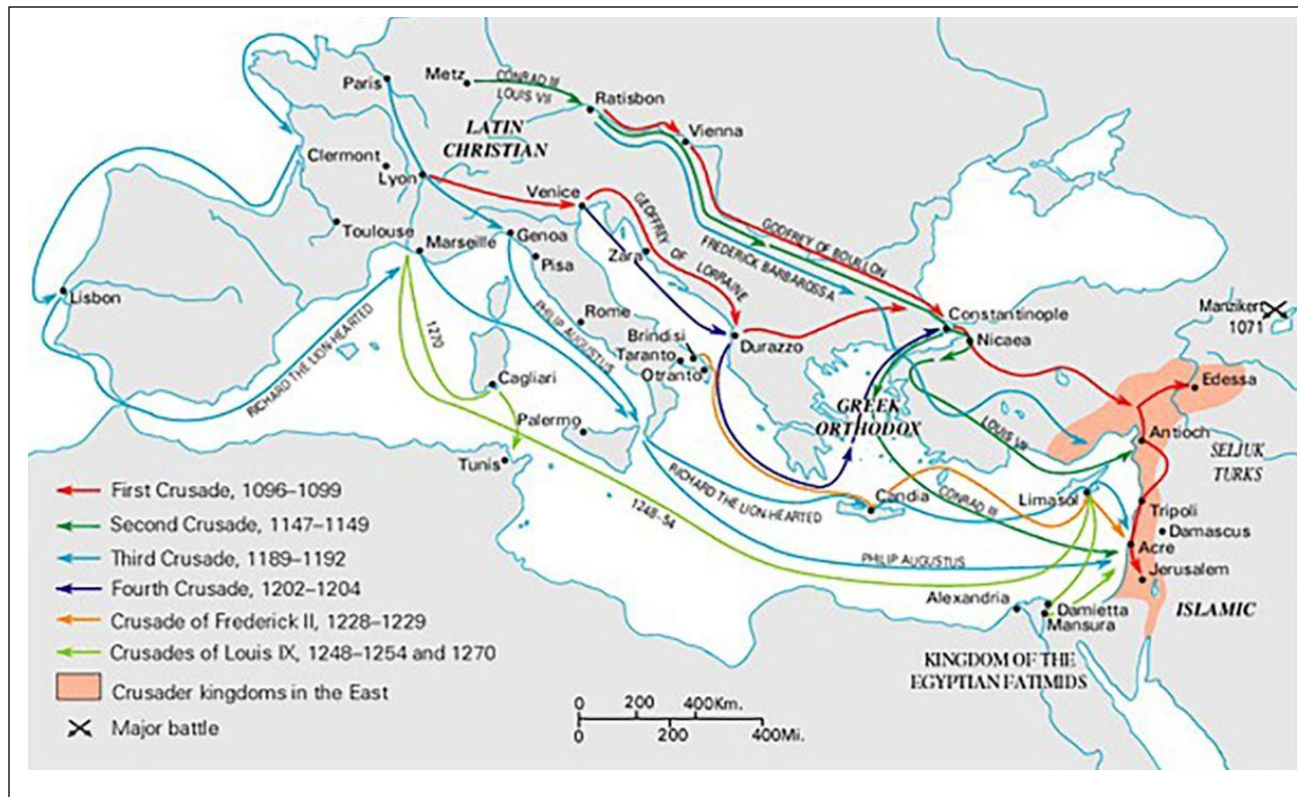 Paris
Metz
CONRAD III
LOUIS VII
Ratisbon
Vienna
LATIN
CHRISTIAN
Clermont
Lyon
Venice
GEOFFREY OF LORRAINE
GODFREY OF BOUILLON
FREDERICK BARBAROSSA
Toulouse
Marseille
Genoa
Pisa
Zara
Lisbon
RICHARD THE LION HEARTED
1270
PHILIP AUGUSTUS
Rome
Brindisi
Taranto
Otranto
Durazzo
Constantinople
Nicaea
Manzikert
1071
Edessa
Cagliari
Palermo
Tunis
GREEK
ORTHODOX
LOUIS VII
Antioch
SELJUK
TURKS
RICHARD THE LION HEARTED
Candia
CONRAD III
Limasol
Tripoli
Damascus
1248–54
PHILIP AUGUSTUS
Acre
Jerusalem
Alexandria
Damietta
Mansura
ISLAMIC
KINGDOM OF THE
EGYPTIAN FATIMIDS
First Crusade, 1096–1099
Second Crusade, 1147–1149
Third Crusade, 1189–1192
Fourth Crusade, 1202–1204
Crusade of Frederick II, 1228–1229
Crusades of Louis IX, 1248–1254 and 1270
Crusader kingdoms in the East
Major battle
0 200 400Km.
0 200 400Mi.